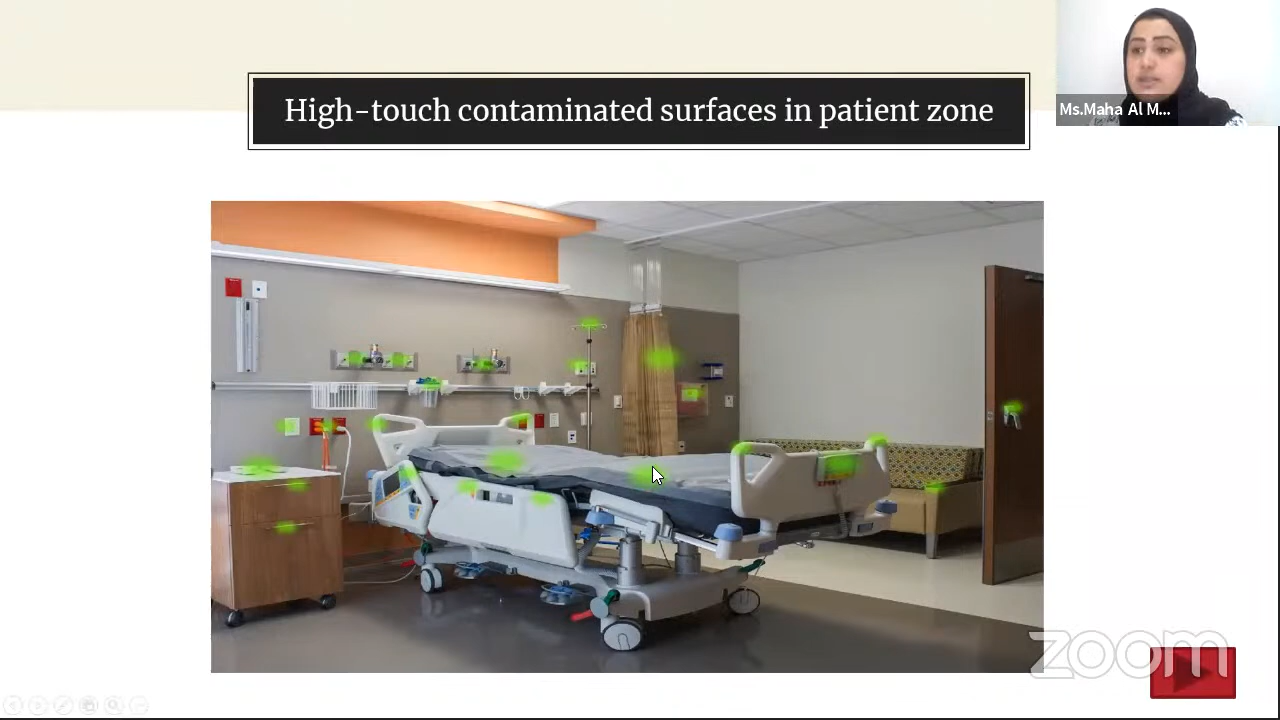 High-touch contaminated surfaces in patient zone
Ms.Maha Al M...
zoom